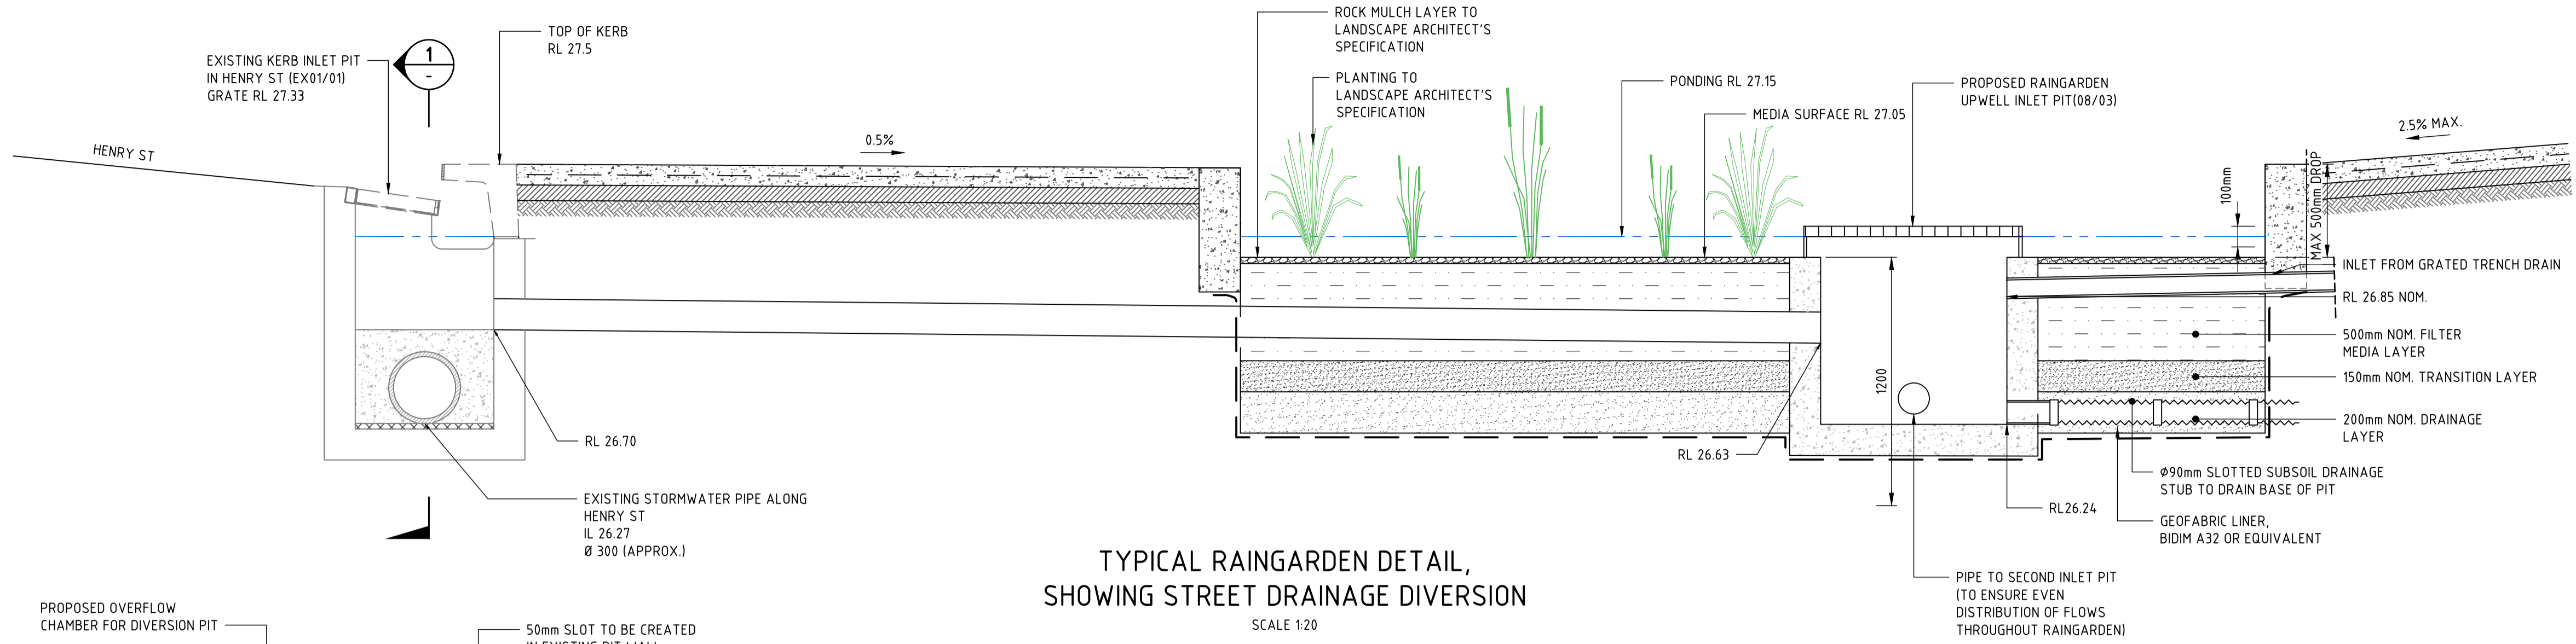 ROCK MULCH LAYER TO
LANDSCAPE ARCHITECT'S
SPECIFICATION
TOP OF KERB
RL 27.5
1
-
EXISTING KERB INLET PIT
IN HENRY ST (EX01/01)
GRATE RL 27.33
PLANTING TO
LANDSCAPE ARCHITECT'S
SPECIFICATION
PONDING RL 27.15
MEDIA SURFACE RL 27.05
PROPOSED RAINGARDEN
UPWELL INLET PIT(08/03)
HENRY ST
0.5%
2.5% MAX.
100mm
MAX 500mm DROP
INLET FROM GRATED TRENCH DRAIN
RL 26.85 NOM.
500mm NOM. FILTER
MEDIA LAYER
150mm NOM. TRANSITION LAYER
200mm NOM. DRAINAGE
LAYER
1200
RL 26.70
RL 26.63
Ø90mm SLOTTED SUBSOIL DRAINAGE
STUB TO DRAIN BASE OF PIT
RL26.24
GEOFABRIC LINER,
BIDIM A32 OR EQUIVALENT
EXISTING STORMWATER PIPE ALONG
HENRY ST
IL 26.27
Ø 300 (APPROX.)
TYPICAL RAINGARDEN DETAIL,
SHOWING STREET DRAINAGE DIVERSION
SCALE 1:20
PIPE TO SECOND INLET PIT
(TO ENSURE EVEN
DISTRIBUTION OF FLOWS
THROUGHOUT RAINGARDEN)
PROPOSED OVERFLOW
CHAMBER FOR DIVERSION PIT
50mm SLOT TO BE CREATED